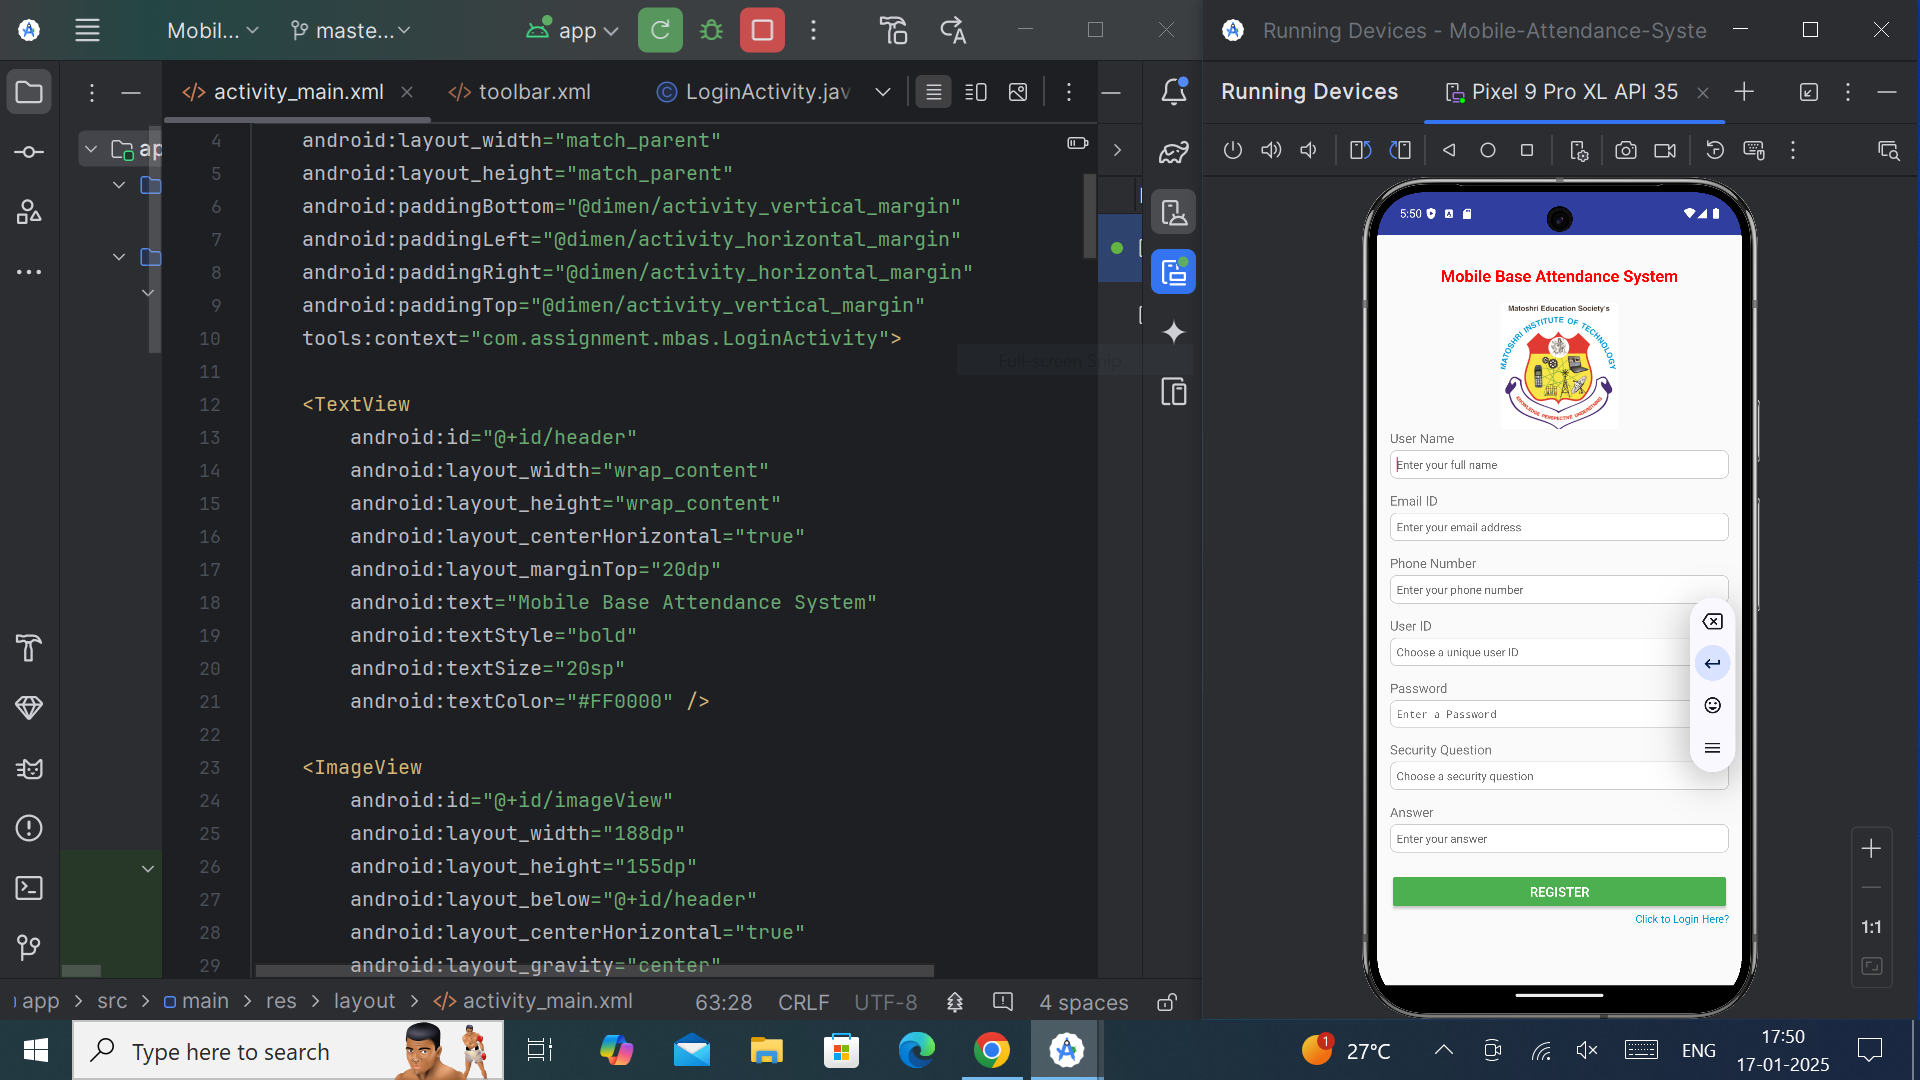 Mobil...
maste...
app
activity_main.xml
toolbar.xml
LoginActivity.jav
ap
4 android:layout_width="match_parent"
5 android:layout_height="match_parent"
6 android:paddingBottom="@dimen/activity_vertical_margin"
7 android:paddingLeft="@dimen/activity_horizontal_margin"
8 android:paddingRight="@dimen/activity_horizontal_margin"
9 android:paddingTop="@dimen/activity_vertical_margin"
10 tools:context="com.assignment.mbas.LoginActivity">
11
12 <TextView
13 android:id="@+id/header"
14 android:layout_width="wrap_content"
15 android:layout_height="wrap_content"
16 android:layout_centerHorizontal="true"
17 android:layout_marginTop="20dp"
18 android:text="Mobile Base Attendance System"
19 android:textStyle="bold"
20 android:textSize="20sp"
21 android:textColor="#FF0000" />
22
23 <ImageView
24 android:id="@+id/imageView"
25 android:layout_width="188dp"
26 android:layout_height="155dp"
27 android:layout_below="@+id/header"
28 android:layout_centerHorizontal="true"
29 android:layout_gravity="center"
Full-screen Snip
app > src > main > res > layout > activity_main.xml
63:28 CRLF UTF-8 4 spaces
Running Devices - Mobile-Attendance-Syste
Running Devices
Pixel 9 Pro XL API 35
5:50
Mobile Base Attendance System
Matoshri Education Society's
MATOSHRI INSTITUTE OF TECHNOLOGY
KNOWLEDGE PERSPECTIVE UNDERSTANDING
User Name
Enter your full name
Email ID
Enter your email address
Phone Number
Enter your phone number
User ID
Choose a unique user ID
Password
Enter a Password
Security Question
Choose a security question
Answer
Enter your answer
REGISTER
Click to Login Here?
1:1
Type here to search
1
27°C
ENG
17:50
17-01-2025